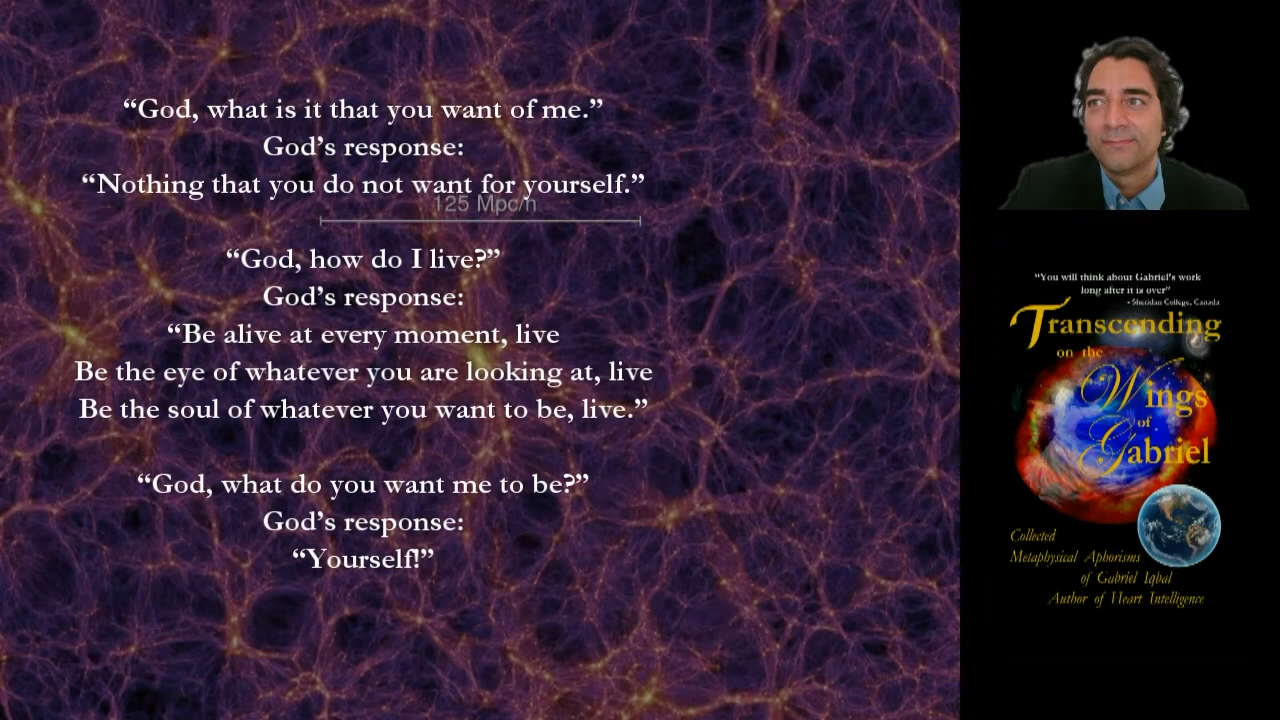 “God, what is it that you want of me.”
God’s response:
“Nothing that you do not want for yourself.”
125 Mpc/h
“God, how do I live?”
God’s response:
“Be alive at every moment, live
Be the eye of whatever you are looking at, live
Be the soul of whatever you want to be, live.”
“God, what do you want me to be?”
God’s response:
“Yourself!”
“You will think about Gabriel's work
long after it is over”
- Sheridan College, Canada
Transcending
on the
Wings
of
Gabriel
Collected
Metaphysical Aphorisms
of Gabriel Iqbal
Author of Heart Intelligence